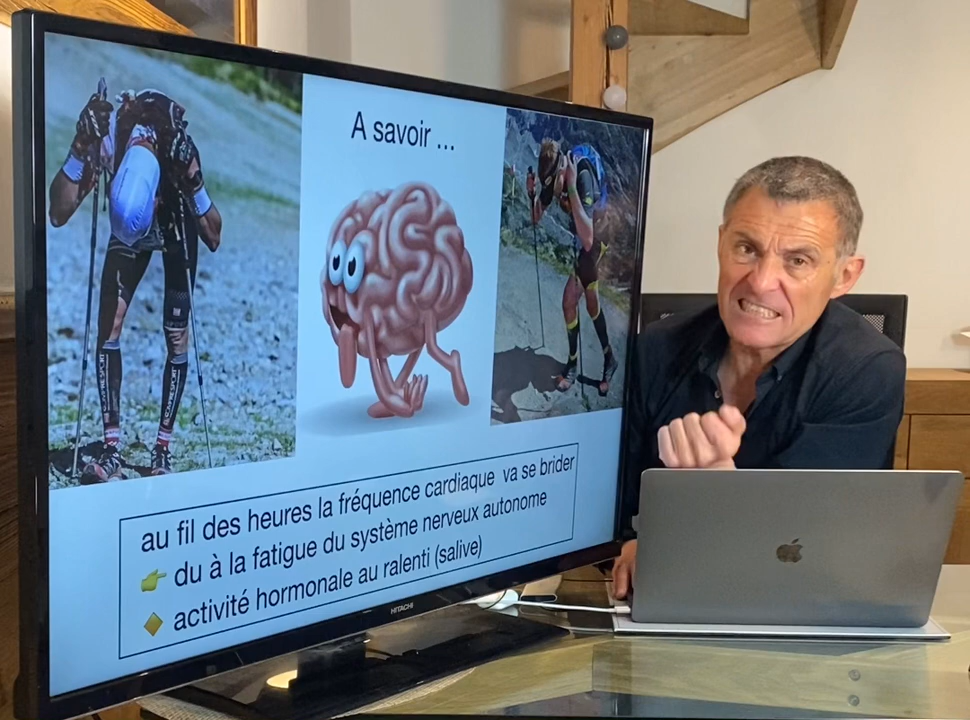 A savoir ...
au fil des heures la fréquence cardiaque va se brider
du à la fatigue du système nerveux autonome
activité hormonale au ralenti (salive)
HITACHI